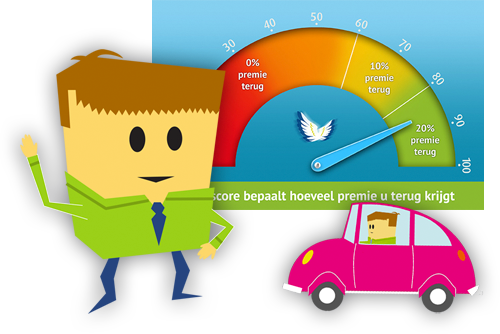 30
50
60
70
80
90
100
0%
premie
terug
10%
premie
terug
20%
premie
terug
score bepaalt hoeveel premie u terug krijgt